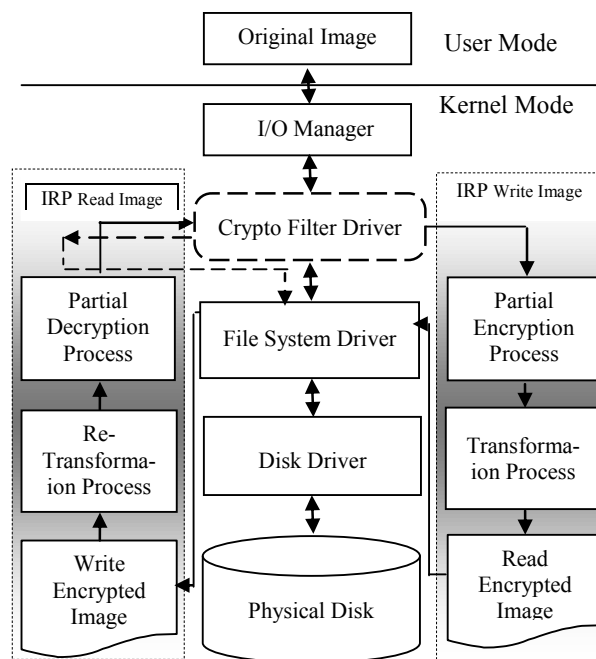 Original Image
User Mode
Kernel Mode
I/O Manager
IRP Read Image
IRP Write Image
Crypto Filter Driver
Partial
Decryption
Process
File System Driver
Partial
Encryption
Process
Re-
Transforma-
ion Process
Disk Driver
Transforma-
tion Process
Write
Encrypted
Image
Physical Disk
Read
Encrypted
Image